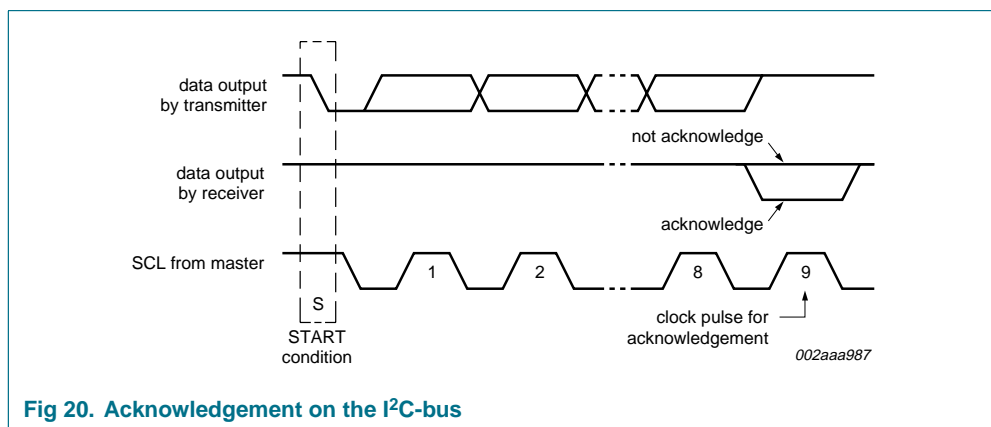 data output
by transmitter
not acknowledge
data output
by receiver
acknowledge
SCL from master
1
2
8
9
S
START
condition
clock pulse for
acknowledgement
002aaa987
Fig 20. Acknowledgement on the I²C-bus